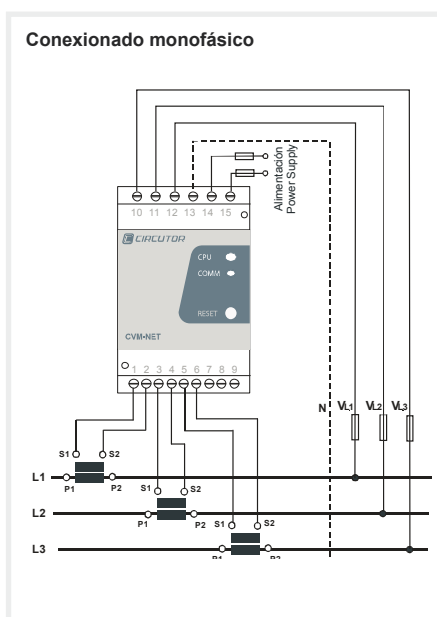 Conexionado monofásico
Alimentación
Power Supply
10 11 12 13 14 15
CIRCUTOR
CPU
COMM
RESET
CVM-NET
1 2 3 4 5 6 7 8 9
N VL1 VL2 VL3
S1 S2
L1
P1 P2
S1 S2
L2
P1 P2
S1 S2
L3
P1 P2